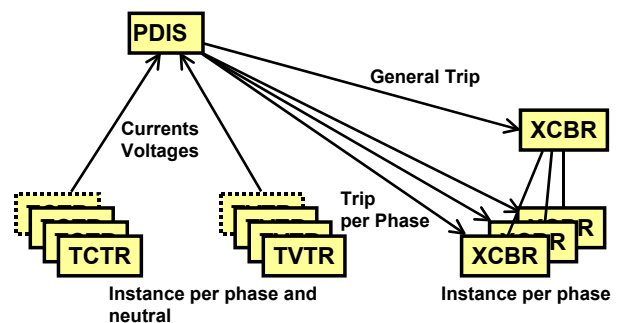 PDIS
General Trip
XCBR
Currents
Voltages
Trip
per Phase
TCTR
TVTR
XCBR
Instance per phase and
neutral
Instance per phase